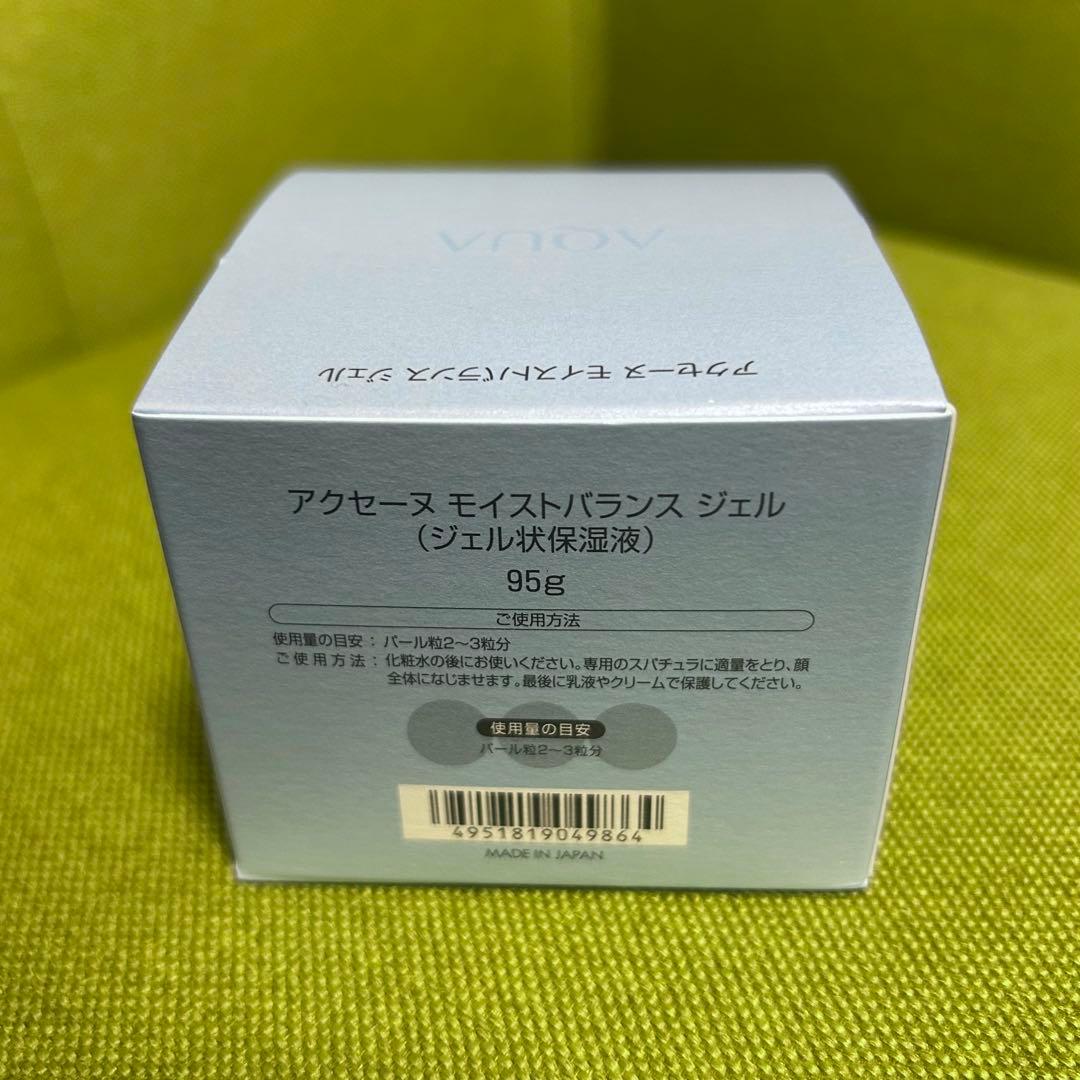 AQUA
アクセーヌ モイストバランス ジェル
アクセーヌ モイストバランス ジェル
（ジェル状保湿液）
95g
ご使用方法
使用量の目安：パール粒2〜3粒分
ご使用方法：化粧水の後にお使いください。専用のスパチュラに適量をとり、顔
全体になじませます。最後に乳液やクリームで保護してください。
使用量の目安
パール粒2〜3粒分
4951819049864
MADE IN JAPAN